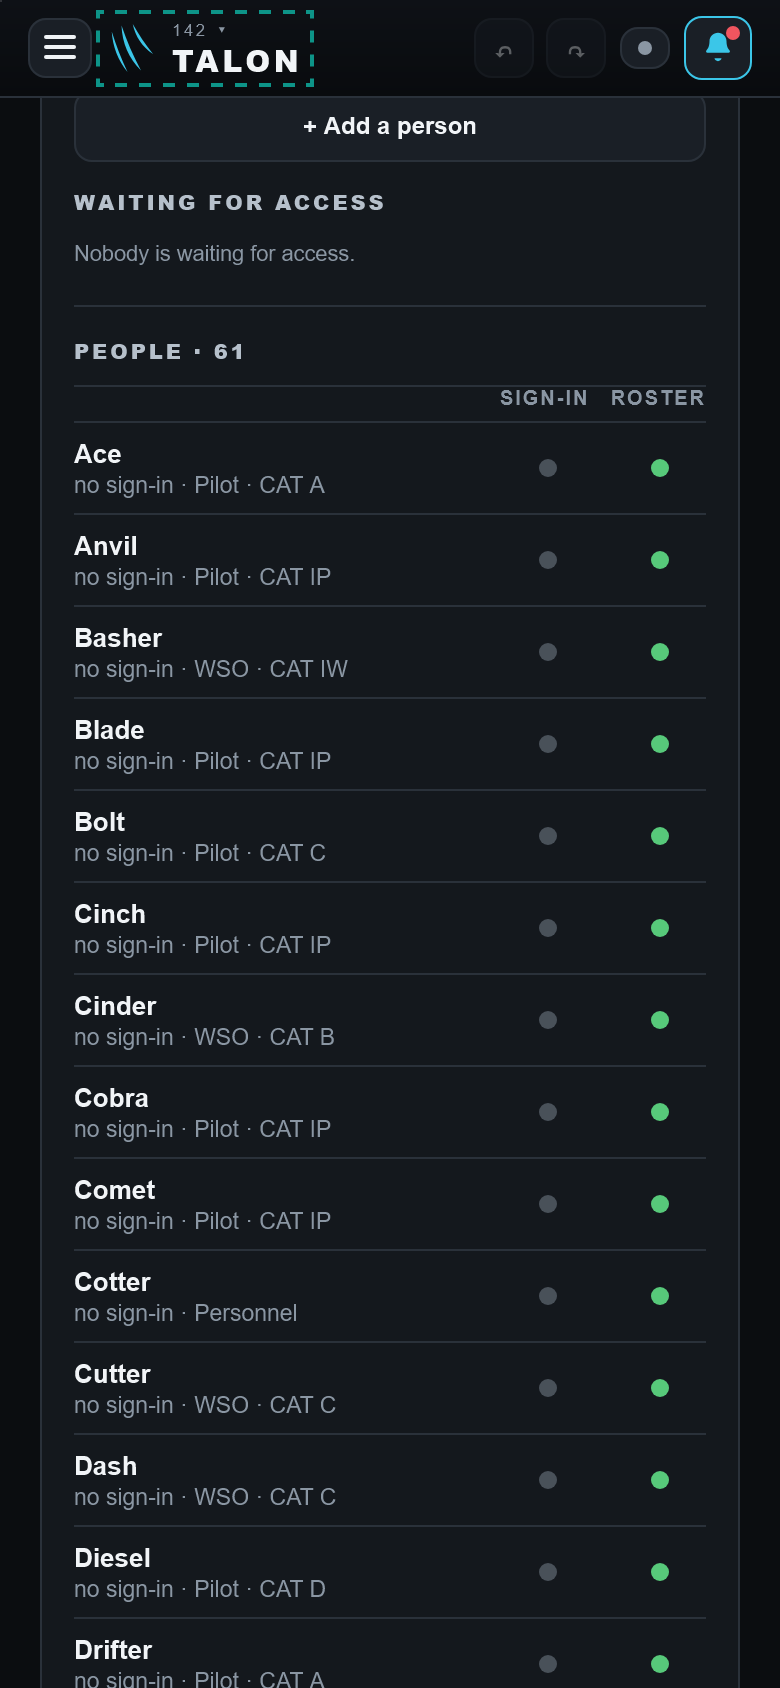 142 ▾
TALON
+ Add a person
WAITING FOR ACCESS
Nobody is waiting for access.
PEOPLE · 61
SIGN-IN ROSTER
Ace
no sign-in · Pilot · CAT A
Anvil
no sign-in · Pilot · CAT IP
Basher
no sign-in · WSO · CAT IW
Blade
no sign-in · Pilot · CAT IP
Bolt
no sign-in · Pilot · CAT C
Cinch
no sign-in · Pilot · CAT IP
Cinder
no sign-in · WSO · CAT B
Cobra
no sign-in · Pilot · CAT IP
Comet
no sign-in · Pilot · CAT IP
Cotter
no sign-in · Personnel
Cutter
no sign-in · WSO · CAT C
Dash
no sign-in · WSO · CAT C
Diesel
no sign-in · Pilot · CAT D
Drifter
no sign-in · Pilot · CAT A